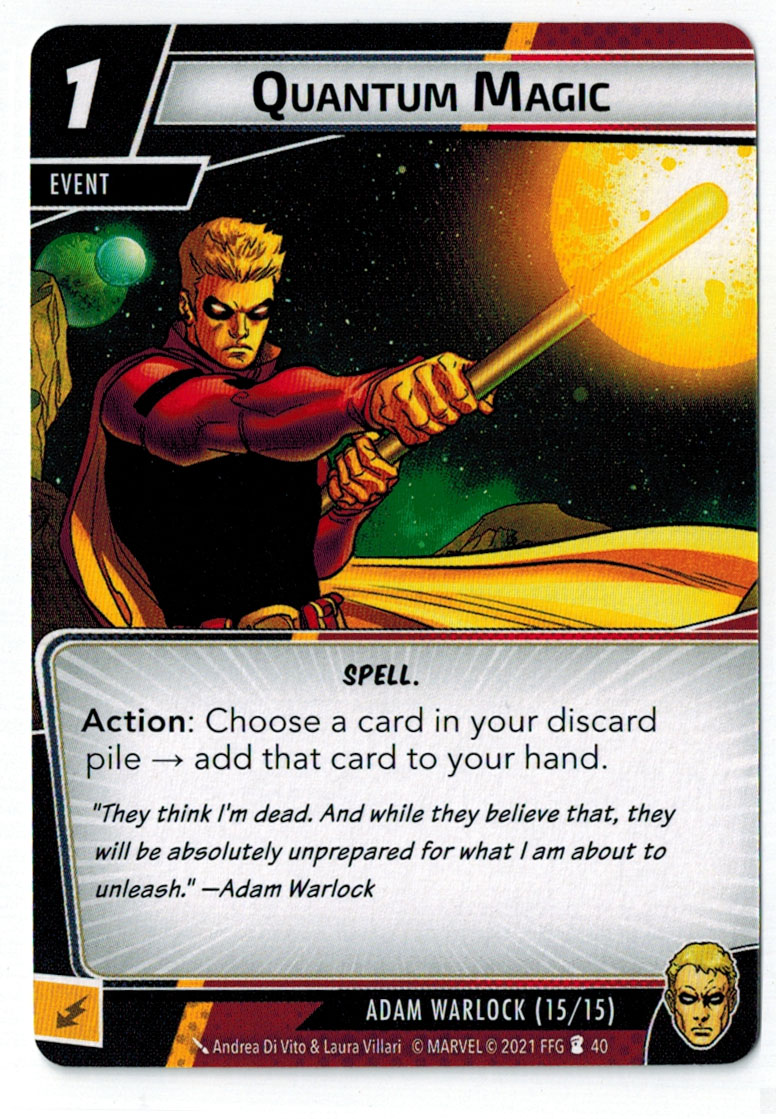 1
QUANTUM MAGIC
EVENT
SPELL.
Action: Choose a card in your discard
pile → add that card to your hand.
"They think I'm dead. And while they believe that, they
will be absolutely unprepared for what I am about to
unleash." —Adam Warlock
ADAM WARLOCK (15/15)
Andrea Di Vito & Laura Villari © MARVEL © 2021 FFG 40